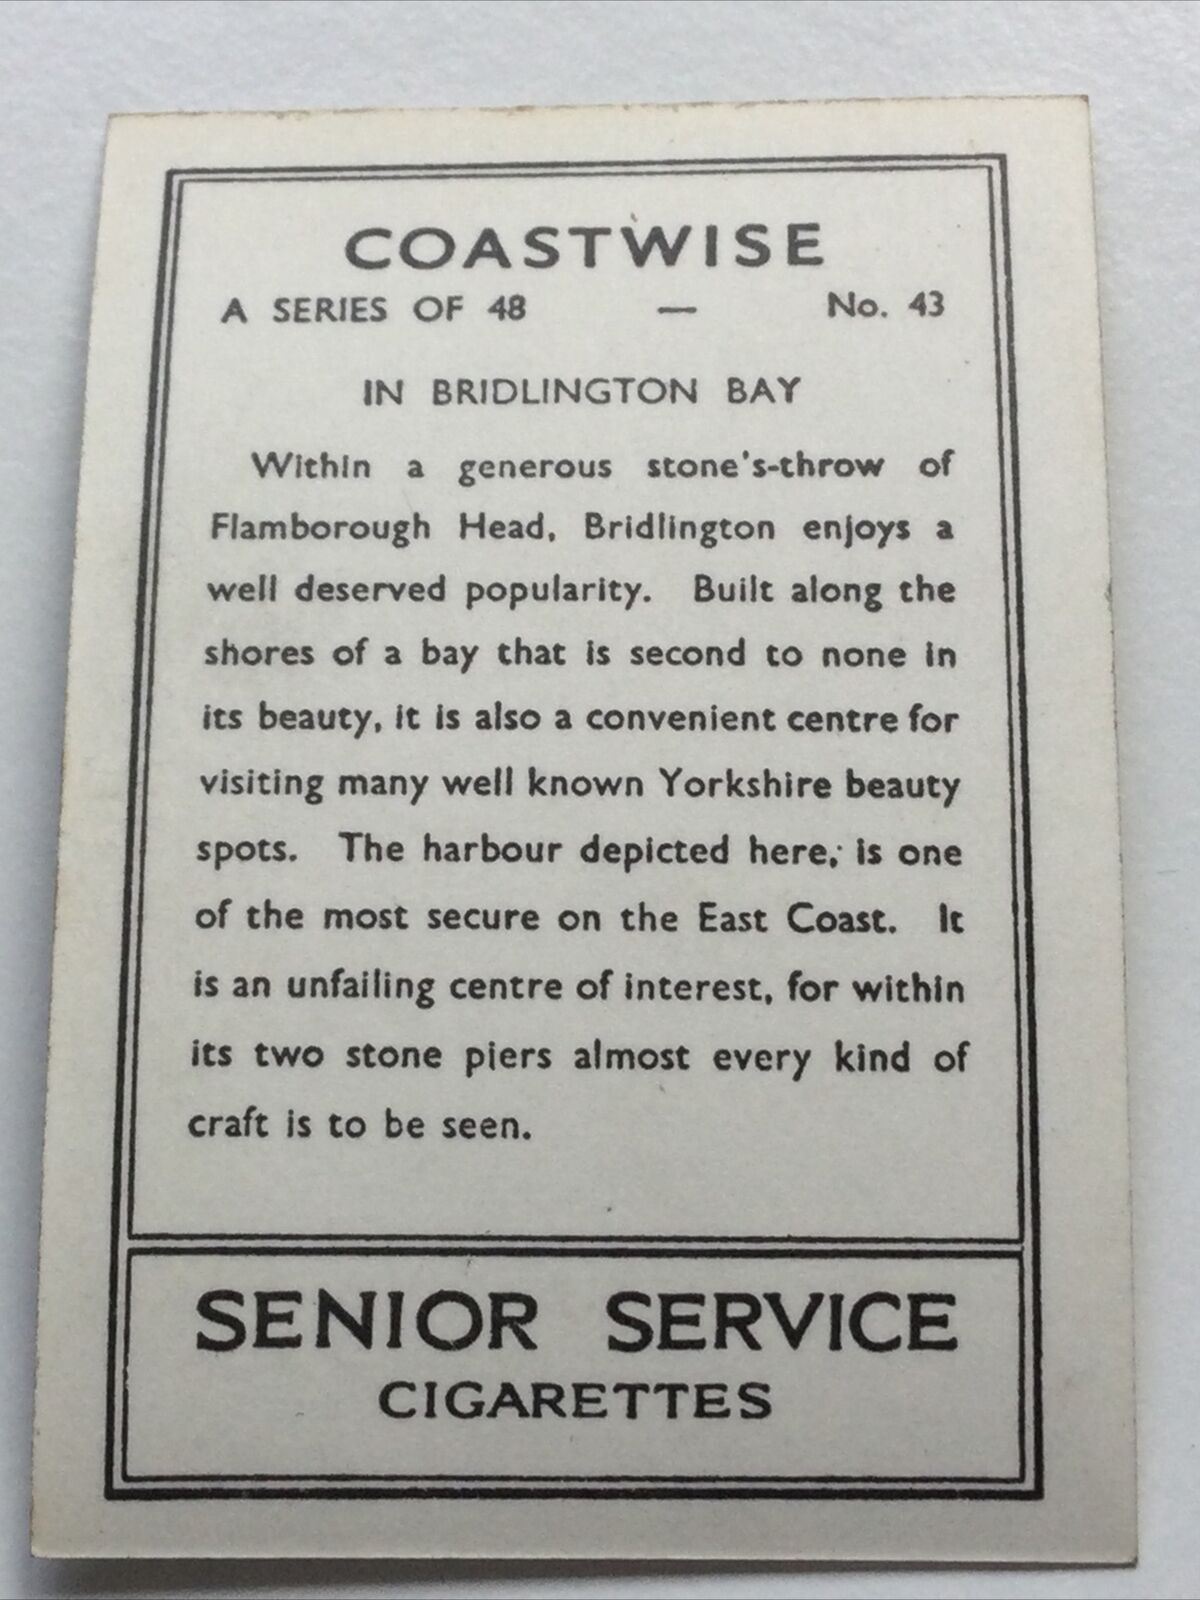 COASTWISE
A SERIES OF 48 — No. 43
IN BRIDLINGTON BAY
Within a generous stone's-throw of
Flamborough Head, Bridlington enjoys a
well deserved popularity. Built along the
shores of a bay that is second to none in
its beauty, it is also a convenient centre for
visiting many well known Yorkshire beauty
spots. The harbour depicted here, is one
of the most secure on the East Coast. It
is an unfailing centre of interest, for within
its two stone piers almost every kind of
craft is to be seen.
SENIOR SERVICE
CIGARETTES